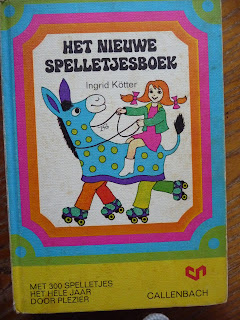 HET NIEUWE
SPELLETJESBOEK
Ingrid Kötter
MET 300 SPELLETJES
HET HELE JAAR
DOOR PLEZIER
CALLENBACH